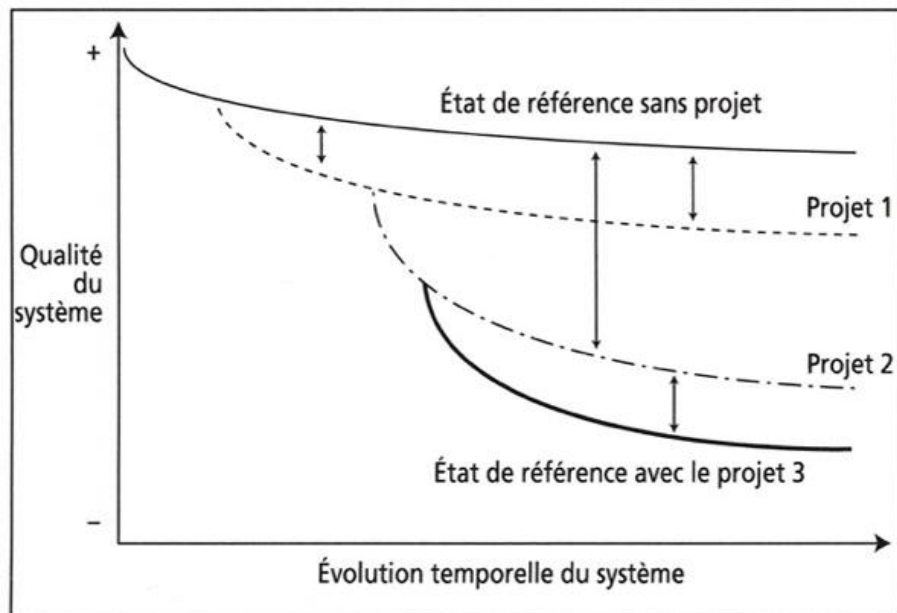 +
État de référence sans projet
Projet 1
Qualité
du
système
Projet 2
État de référence avec le projet 3
–
Évolution temporelle du système